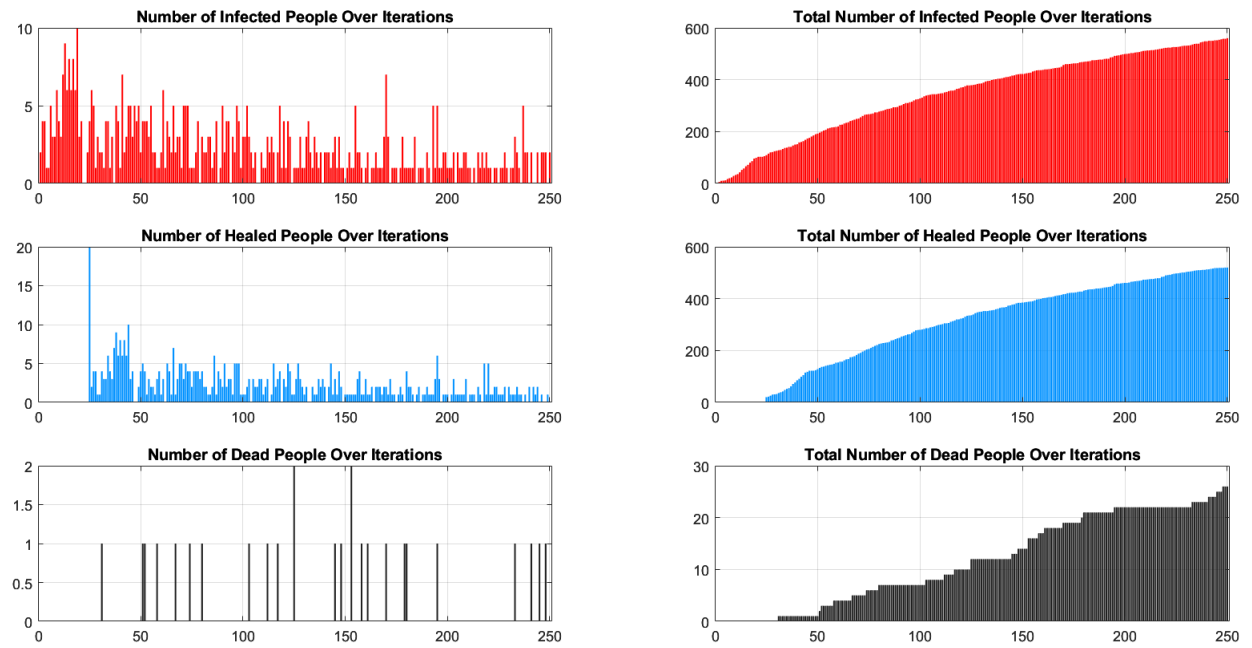 Number of Infected People Over Iterations
10
5
0
0 50 100 150 200 250
Total Number of Infected People Over Iterations
600
400
200
0
0 50 100 150 200 250
Number of Healed People Over Iterations
20
15
10
5
0
0 50 100 150 200 250
Total Number of Healed People Over Iterations
600
400
200
0
0 50 100 150 200 250
Number of Dead People Over Iterations
2
1.5
1
0.5
0
0 50 100 150 200 250
Total Number of Dead People Over Iterations
30
20
10
0
0 50 100 150 200 250